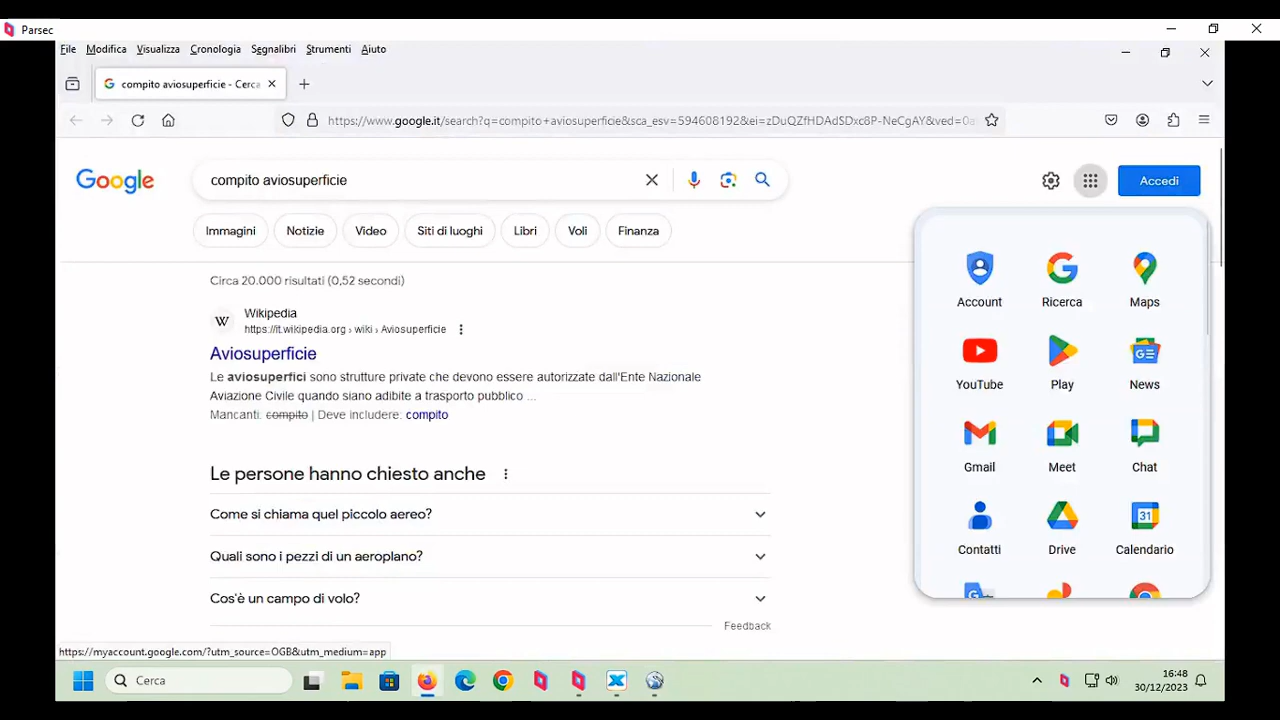 Parsec
File Modifica Visualizza Cronologia Segnalibri Strumenti Aiuto
compito aviosuperficie - Cerca
https://www.google.it/search?q=compito+aviosuperficie&sca_esv=594608192&ei=zDuQZfHDAdSDxc8P-NeCgAY&ved=0a
Google
compito aviosuperficie
Accedi
Immagini Notizie Video Siti di luoghi Libri Voli Finanza
Circa 20.000 risultati (0,52 secondi)
W
Wikipedia
https://it.wikipedia.org › wiki › Aviosuperficie
Aviosuperficie
Le aviosuperfici sono strutture private che devono essere autorizzate dall'Ente Nazionale
Aviazione Civile quando siano adibite a trasporto pubblico ...
Mancanti: compito | Deve includere: compito
Le persone hanno chiesto anche
Come si chiama quel piccolo aereo?
Quali sono i pezzi di un aeroplano?
Cos'è un campo di volo?
Feedback
Account Ricerca Maps
YouTube Play News
Gmail Meet Chat
31
Contatti Drive Calendario
https://myaccount.google.com/?utm_source=OGB&utm_medium=app
Cerca
16:48
30/12/2023